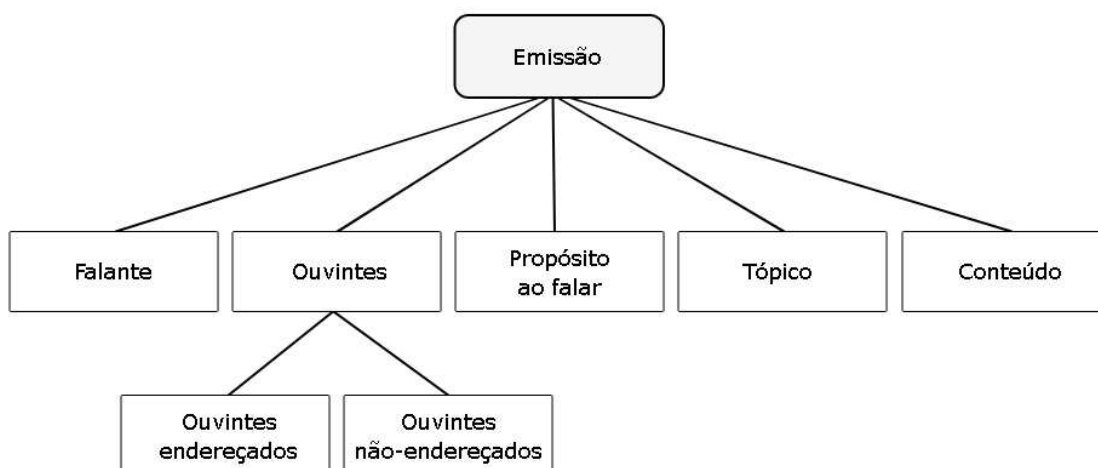 Emissão
Falante
Ouvintes
Propósito
ao falar
Tópico
Conteúdo
Ouvintes
endereçados
Ouvintes
não-endereçados